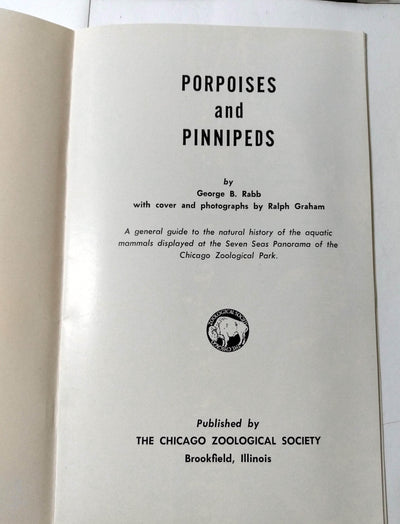 PORPOISES
and
PINNIPEDS
by
George B. Rabb
with cover and photographs by Ralph Graham
A general guide to the natural history of the aquatic
mammals displayed at the Seven Seas Panorama of the
Chicago Zoological Park.
Published by
THE CHICAGO ZOOLOGICAL SOCIETY
Brookfield, Illinois